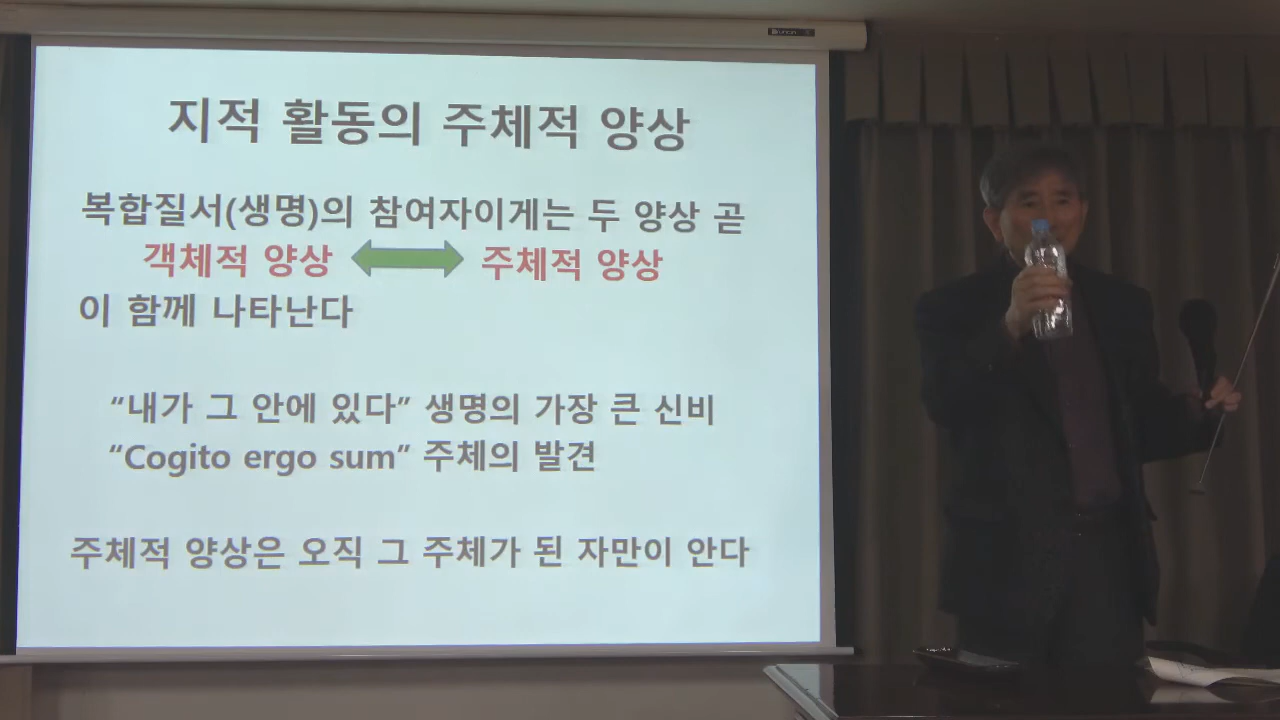 지적 활동의 주체적 양상
복합질서(생명)의 참여자이게는 두 양상 곧
객체적 양상 주체적 양상
이 함께 나타난다
“내가 그 안에 있다” 생명의 가장 큰 신비
“Cogito ergo sum” 주체의 발견
주체적 양상은 오직 그 주체가 된 자만이 안다